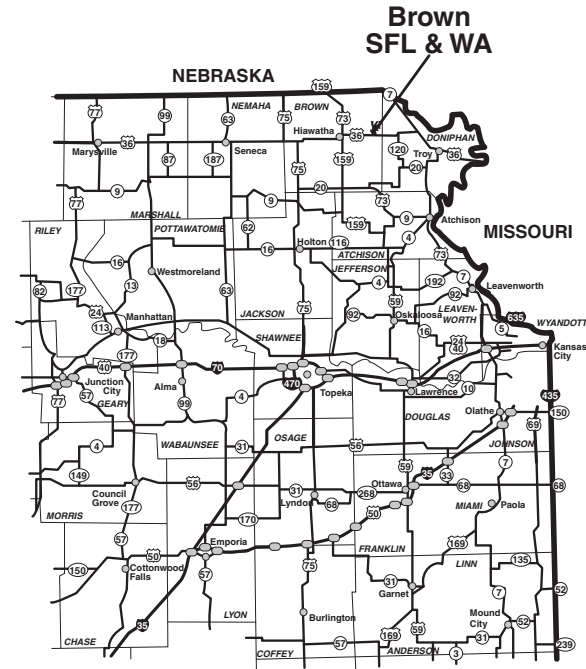 Brown
SFL & WA
NEBRASKA
159
7
77
99
NEMAHA
BROWN
63
75
73
Hiawatha
36
DONIPHAN
Marysville
36
Seneca
87
187
159
120
Troy
36
20
75
20
9
9
73
MARSHALL
RILEY
POTTAWATOMIE
62
159
9
Atchison
4
MISSOURI
16
Holton
116
ATCHISON
JEFFERSON
73
77
16
Westmoreland
82
177
13
63
4
192
7
Leavenworth
92
24
JACKSON
75
59
LEAVEN-
WORTH
635
WYANDOTT
113
Manhattan
92
Oskaloosa
16
5
18
SHAWNEE
24
40
Kansas
City
177
40
70
Junction
City
Alma
470
Topeka
32
Lawrence
10
435
57
77
GEARY
99
4
DOUGLAS
Olathe
150
69
4
WABAUNSEE
31
OSAGE
56
JOHNSON
59
35
33
7
149
Council
Grove
56
31
Lyndon
268
Ottawa
68
68
68
50
MIAMI
Paola
MORRIS
177
170
169
57
50
Emporia
FRANKLIN
LINN
150
Cottonwood
Falls
57
75
135
31
Garnet
7
52
35
LYON
Burlington
59
Mound
City
52
CHASE
COFFEY
57
169
ANDERSON
31
3
239